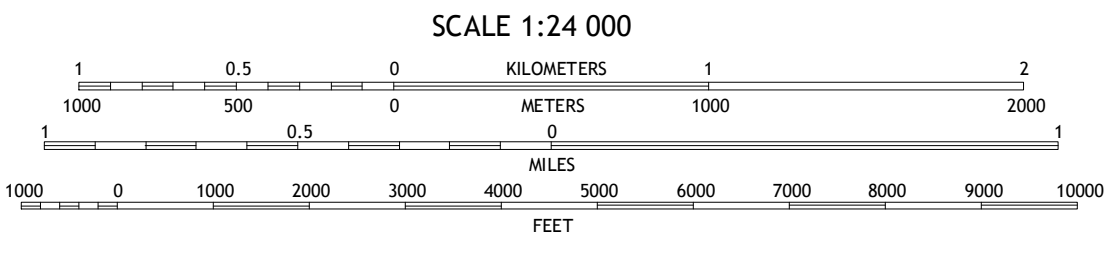 SCALE 1:24 000
1 0.5 0 KILOMETERS 1 2
1000 500 0 METERS 1000 2000
1 0.5 0 1
MILES
1000 0 1000 2000 3000 4000 5000 6000 7000 8000 9000 10000
FEET